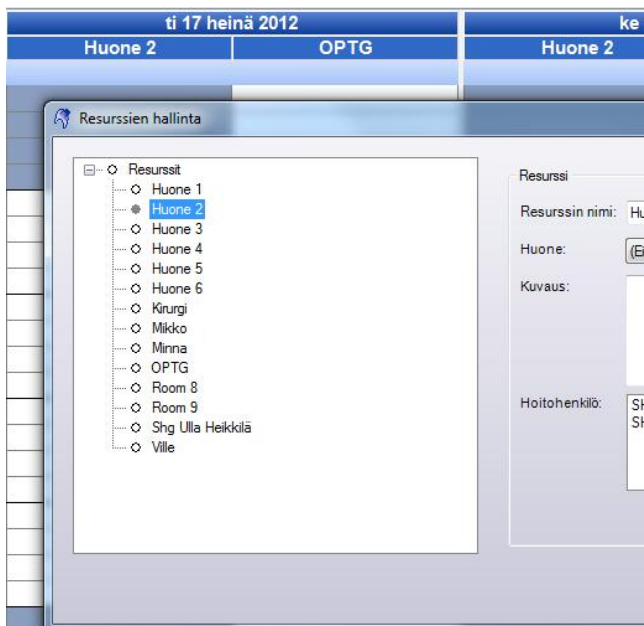 ti 17 heinä 2012
ke
Huone 2
OPTG
Huone 2
Resurssien hallinta
Resurssit
Huone 1
Huone 2
Huone 3
Huone 4
Huone 5
Huone 6
Kirurgi
Mikko
Minna
OPTG
Room 8
Room 9
Shg Ulla Heikkilä
Ville
Resurssi
Resurssin nimi:
Huone:
Kuvaus:
Hoitohenkilö: